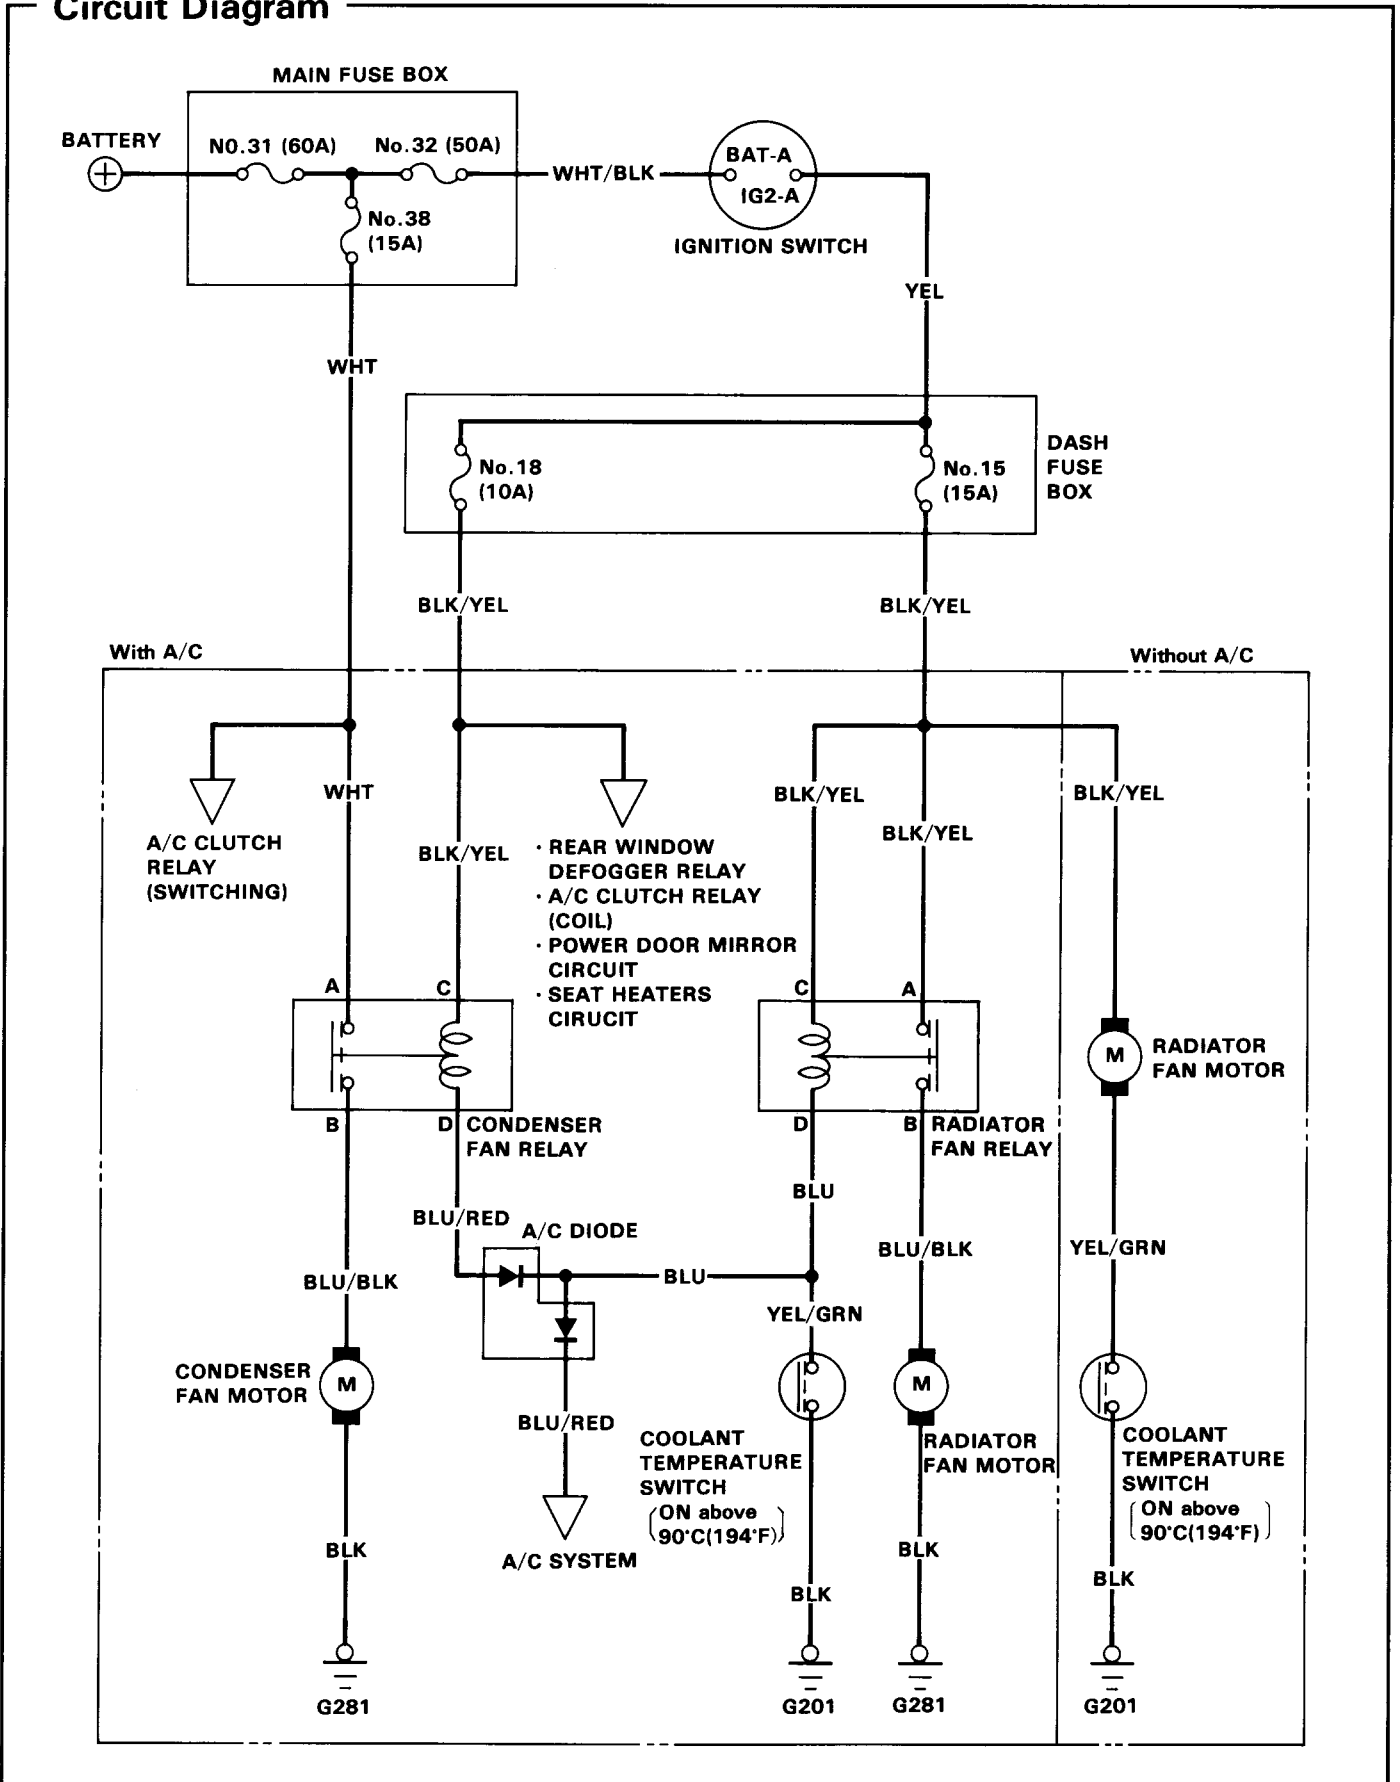 Circuit Diagram
MAIN FUSE BOX
BATTERY
NO.31 (60A)
No.32 (50A)
No.38
(15A)
WHT/BLK
BAT-A
IG2-A
IGNITION SWITCH
YEL
WHT
No.18
(10A)
No.15
(15A)
DASH
FUSE
BOX
BLK/YEL
BLK/YEL
With A/C
Without A/C
WHT
BLK/YEL
BLK/YEL
BLK/YEL
BLK/YEL
A/C CLUTCH
RELAY
(SWITCHING)
· REAR WINDOW
DEFOGGER RELAY
· A/C CLUTCH RELAY
(COIL)
· POWER DOOR MIRROR
CIRCUIT
· SEAT HEATERS
CIRUCIT
A
C
C
A
M
RADIATOR
FAN MOTOR
B
D
CONDENSER
FAN RELAY
D
B
RADIATOR
FAN RELAY
BLU
BLU/RED
A/C DIODE
BLU/BLK
YEL/GRN
BLU/BLK
BLU
YEL/GRN
CONDENSER
FAN MOTOR
M
M
BLU/RED
COOLANT
TEMPERATURE
SWITCH
(ON above
90°C(194°F))
RADIATOR
FAN MOTOR
COOLANT
TEMPERATURE
SWITCH
[ON above
90°C(194°F)]
A/C SYSTEM
BLK
BLK
BLK
BLK
G281
G201
G281
G201